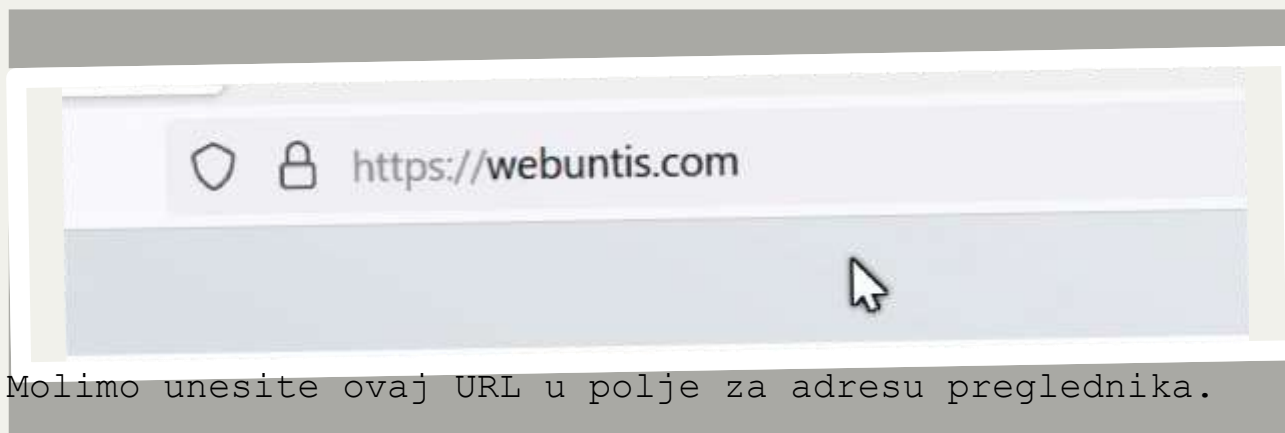 https://webuntis.com
Molimo unesite ovaj URL u polje za adresu preglednika.